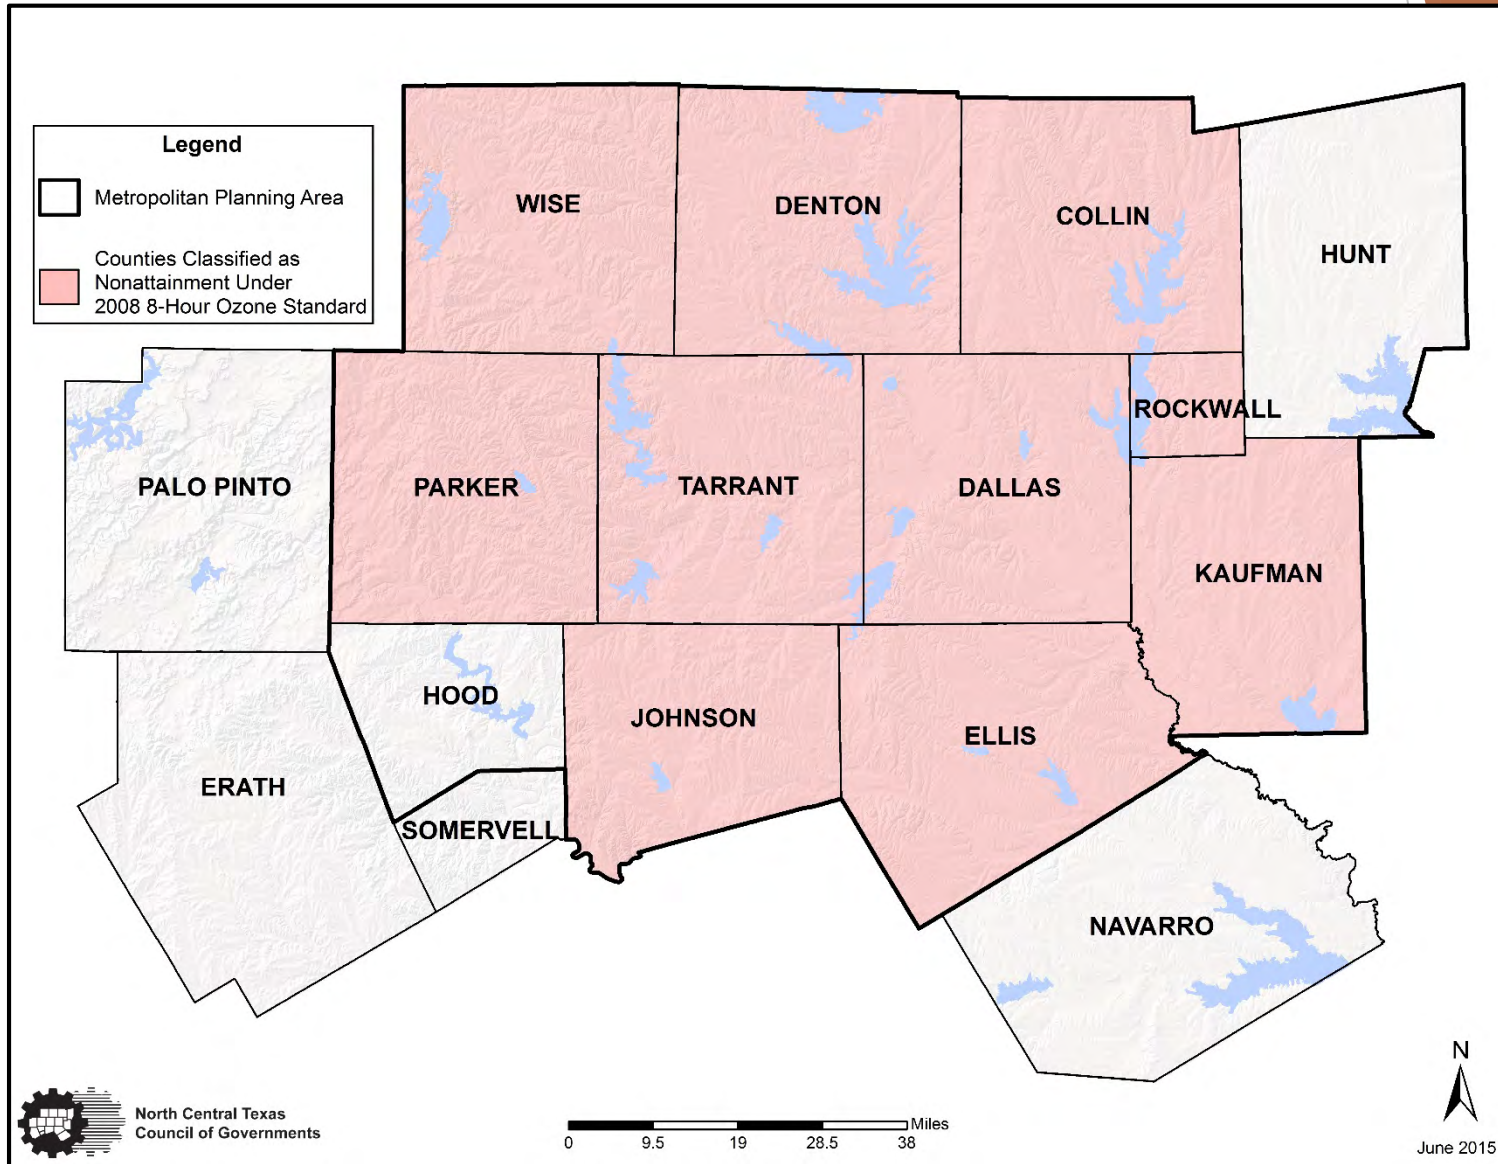 Legend
Metropolitan Planning Area
Counties Classified as
Nonattainment Under
2008 8-Hour Ozone Standard
WISE
DENTON
COLLIN
HUNT
ROCKWALL
PALO PINTO
PARKER
TARRANT
DALLAS
KAUFMAN
HOOD
JOHNSON
ELLIS
ERATH
SOMERVELL
NAVARRO
North Central Texas
Council of Governments
Miles
0 9.5 19 28.5 38
N
June 2015